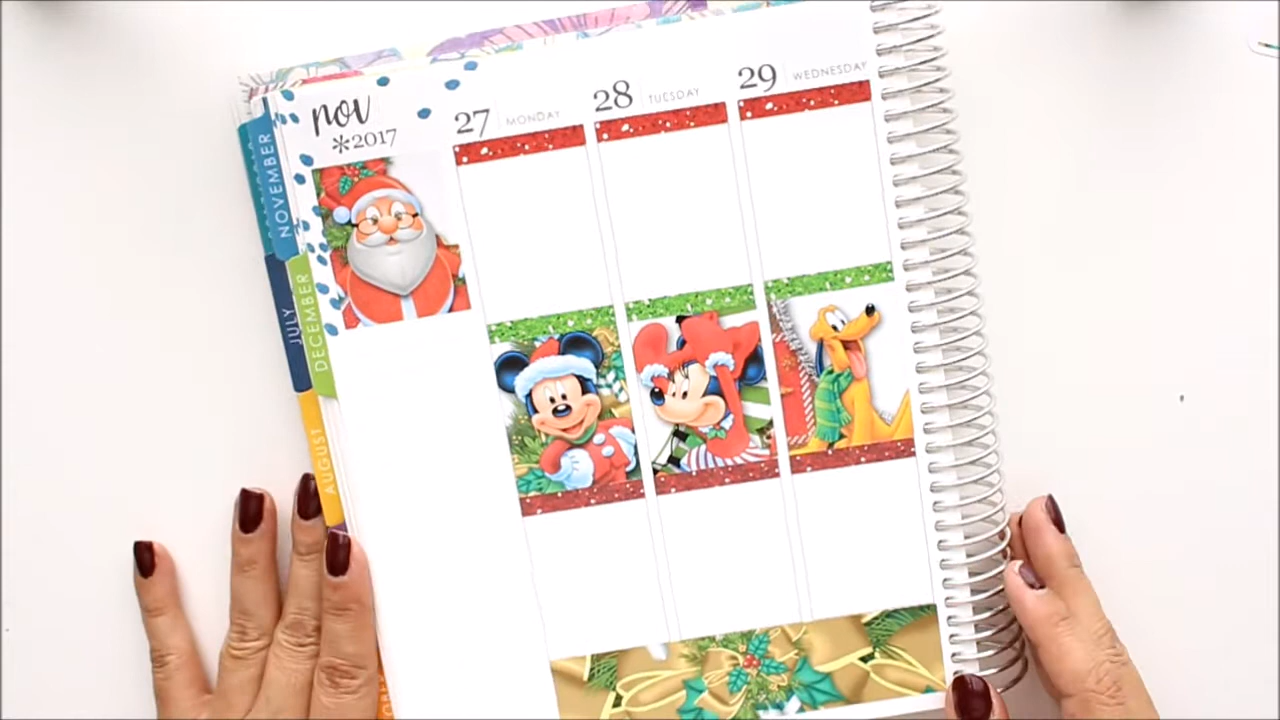 nov
*2017
27 MONDAY
28 TUESDAY
29 WEDNESDAY
NOVEMBER
DECEMBER
JULY
AUGUST